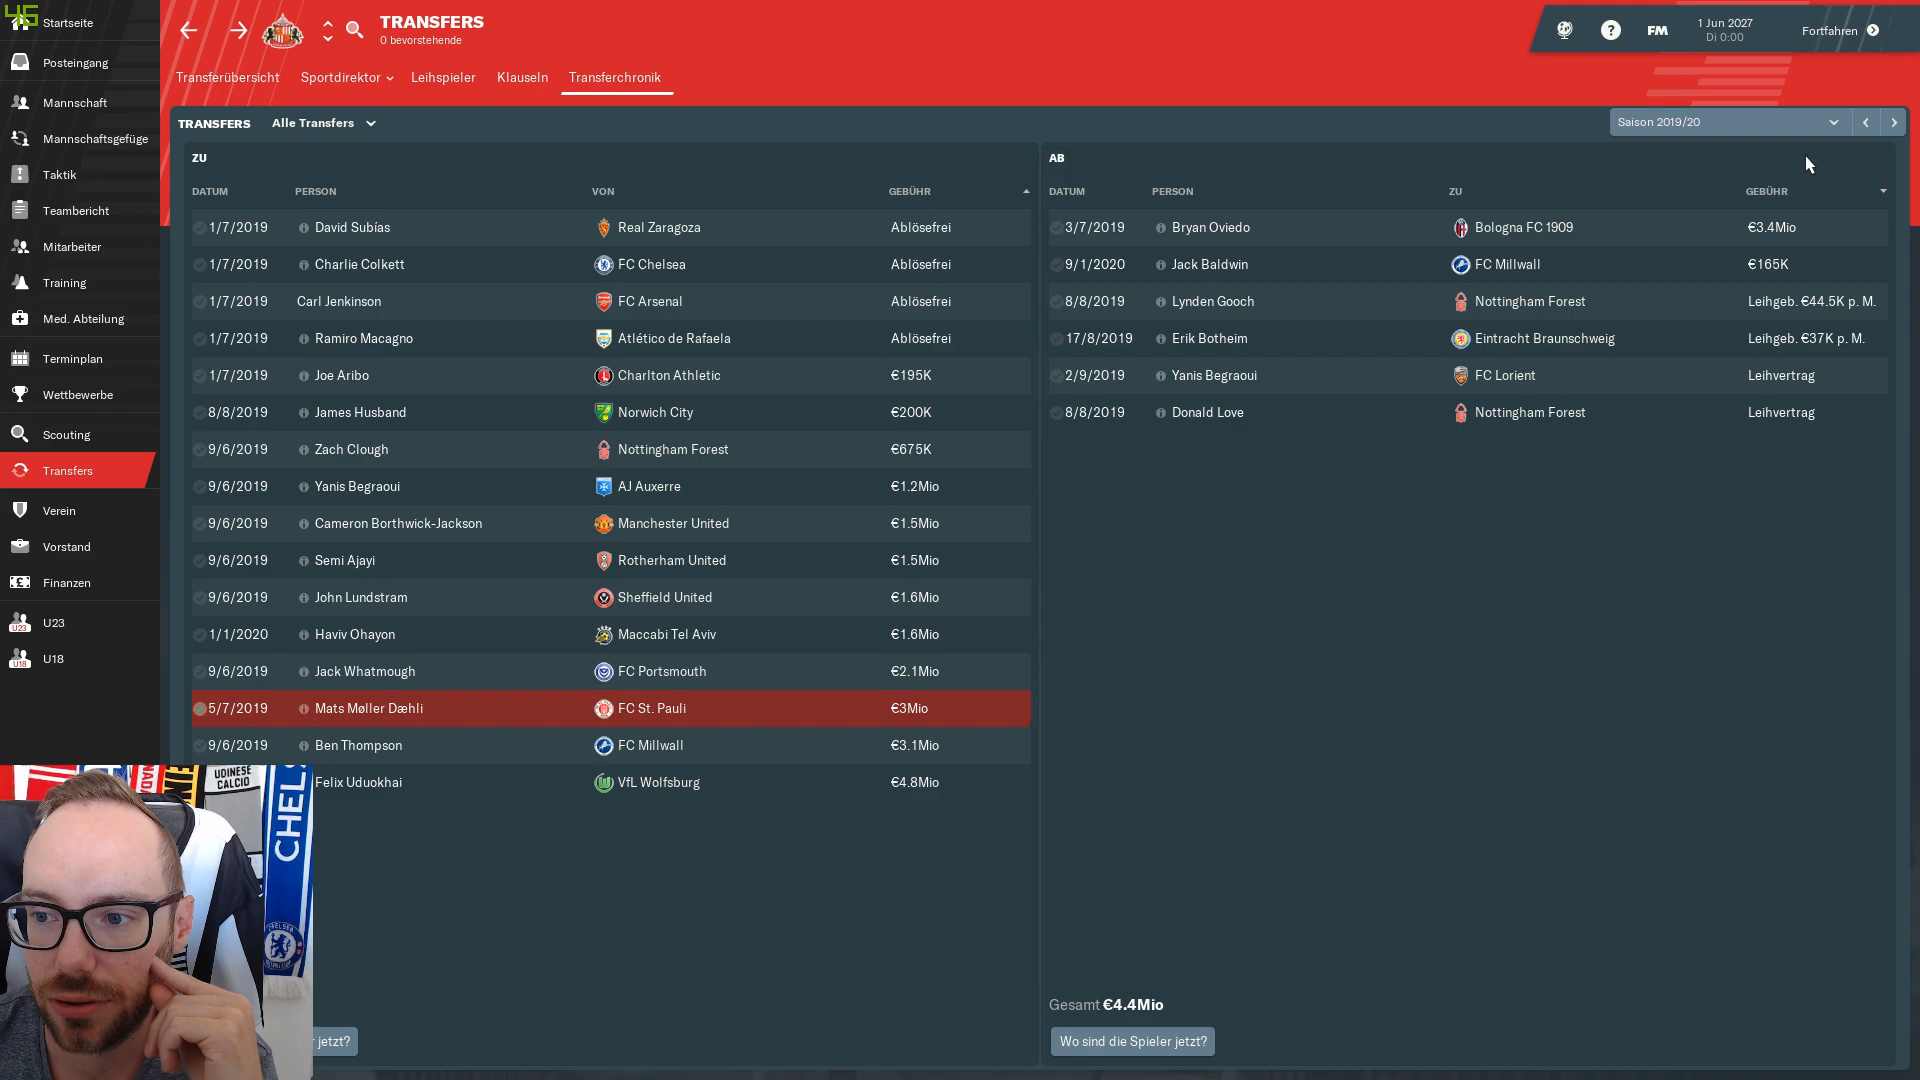 46
Startseite
Posteingang
Mannschaft
Mannschaftsgefüge
Taktik
Teambericht
Mitarbeiter
Training
Med. Abteilung
Terminplan
Wettbewerbe
Scouting
Transfers
Verein
Vorstand
Finanzen
U23 U23
U18 U18
TRANSFERS
0 bevorstehende
? FM 1 Jun 2027 Fortfahren
Di 0:00
Transferübersicht Sportdirektor Leihspieler Klauseln Transferchronik
TRANSFERS Alle Transfers Saison 2019/20
ZU
DATUM PERSON VON GEBÜHR
1/7/2019 David Subías Real Zaragoza Ablösefrei
1/7/2019 Charlie Colkett FC Chelsea Ablösefrei
1/7/2019 Carl Jenkinson FC Arsenal Ablösefrei
1/7/2019 Ramiro Macagno Atlético de Rafaela Ablösefrei
1/7/2019 Joe Aribo Charlton Athletic €195K
8/8/2019 James Husband Norwich City €200K
9/6/2019 Zach Clough Nottingham Forest €675K
9/6/2019 Yanis Begraoui AJ Auxerre €1.2Mio
9/6/2019 Cameron Borthwick-Jackson Manchester United €1.5Mio
9/6/2019 Semi Ajayi Rotherham United €1.5Mio
9/6/2019 John Lundstram Sheffield United €1.6Mio
1/1/2020 Haviv Ohayon Maccabi Tel Aviv €1.6Mio
9/6/2019 Jack Whatmough FC Portsmouth €2.1Mio
5/7/2019 Mats Møller Dæhli FC St. Pauli €3Mio
9/6/2019 Ben Thompson FC Millwall €3.1Mio
Felix Uduokhai VfL Wolfsburg €4.8Mio
r jetzt?
AB
DATUM PERSON ZU GEBÜHR
3/7/2019 Bryan Oviedo Bologna FC 1909 €3.4Mio
9/1/2020 Jack Baldwin FC Millwall €165K
8/8/2019 Lynden Gooch Nottingham Forest Leihgeb. €44.5K p. M.
17/8/2019 Erik Botheim Eintracht Braunschweig Leihgeb. €37K p. M.
2/9/2019 Yanis Begraoui FC Lorient Leihvertrag
8/8/2019 Donald Love Nottingham Forest Leihvertrag
Gesamt €4.4Mio
Wo sind die Spieler jetzt?
UDINESE
CALCIO
CHELS